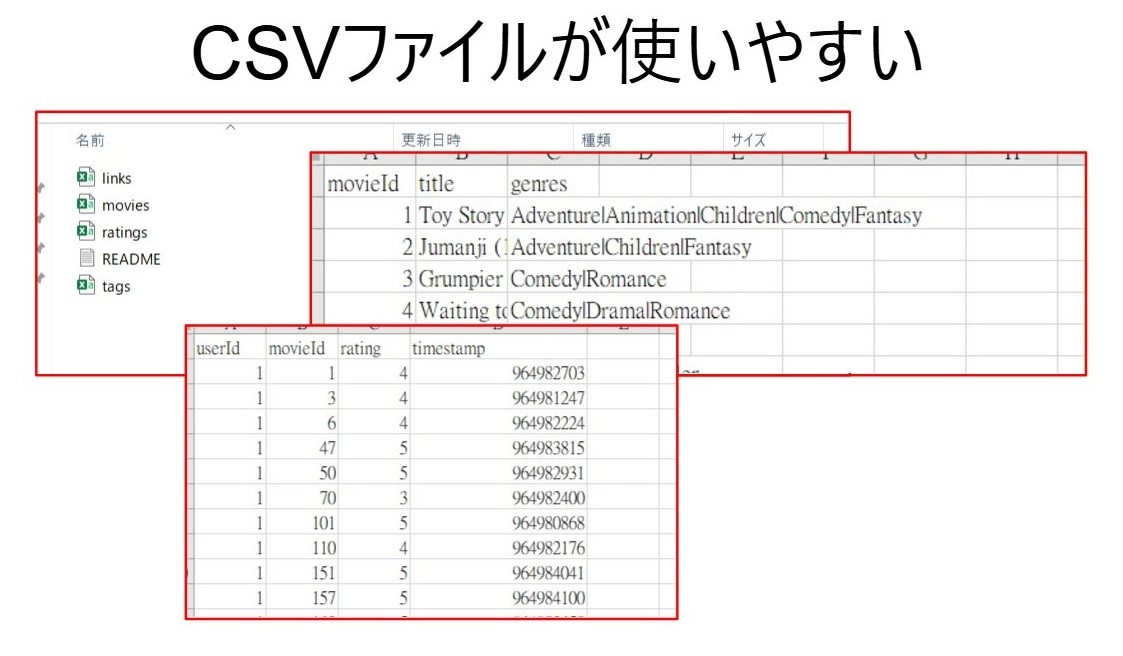 CSVファイルが使いやすい
名前 更新日時 種類 サイズ
links
movies
ratings
README
tags
movieId title genres
1 Toy Story Adventure|Animation|Children|Comedy|Fantasy
2 Jumanji ( Adventure|Children|Fantasy
3 Grumpier Comedy|Romance
4 Waiting to Comedy|Drama|Romance
userId movieId rating timestamp
1 1 4 964982703
1 3 4 964981247
1 6 4 964982224
1 47 5 964983815
1 50 5 964982931
1 70 3 964982400
1 101 5 964980868
1 110 4 964982176
1 151 5 964984041
1 157 5 964984100